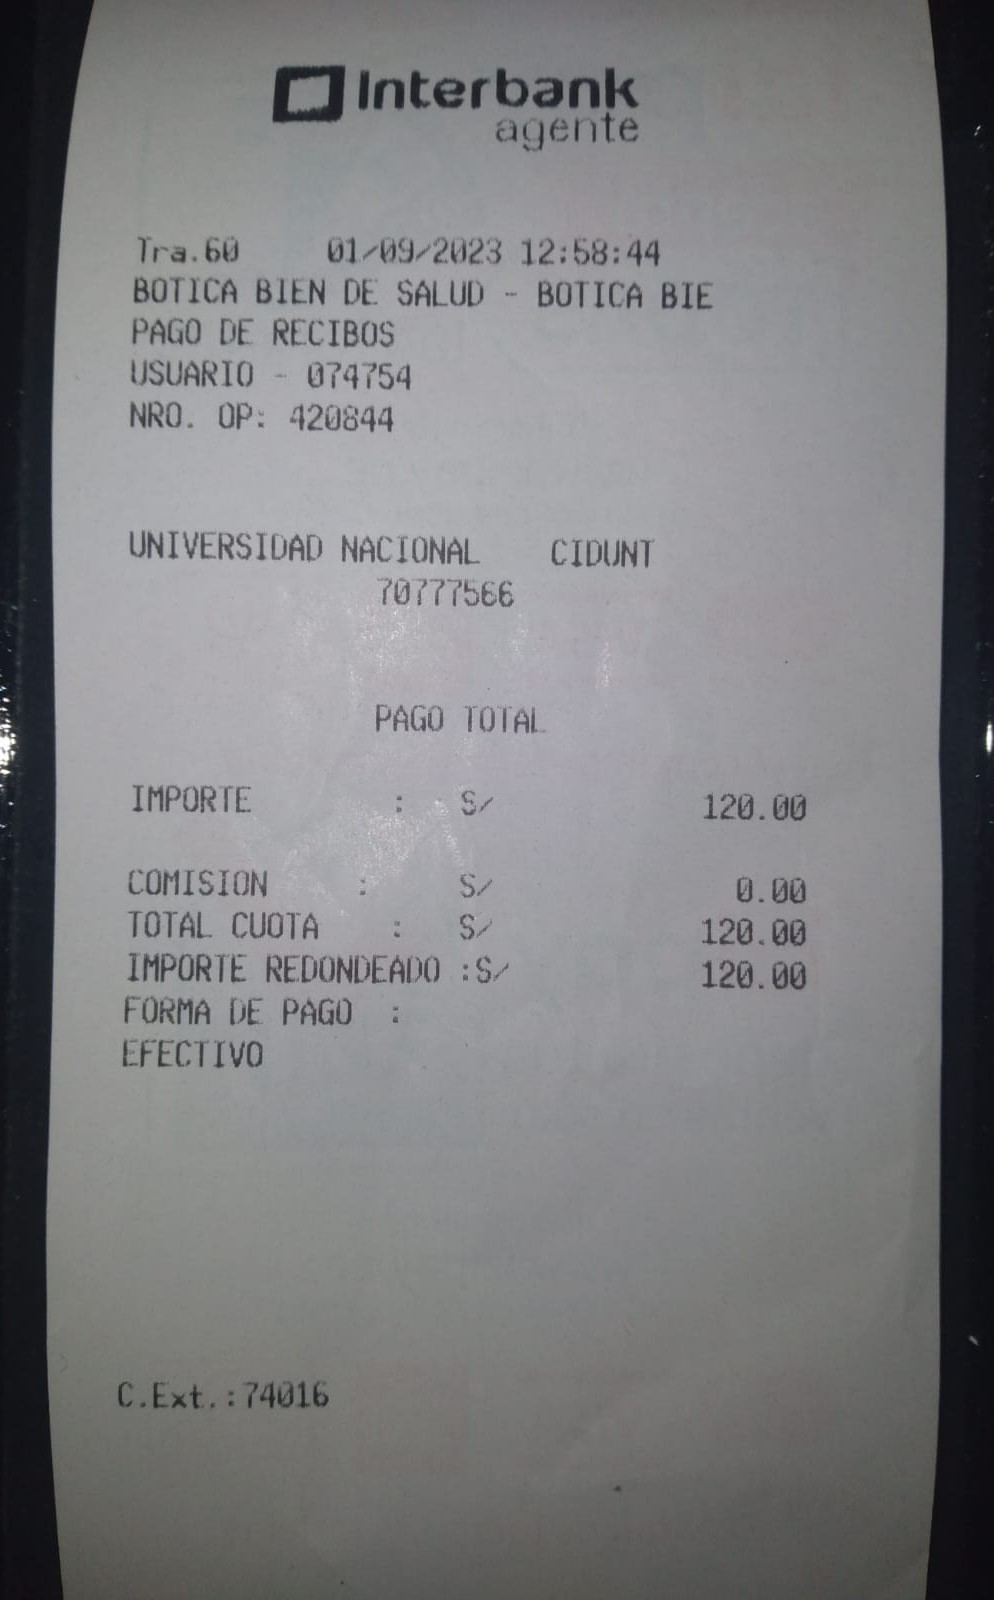 Interbank
agente
Tra.60 01/09/2023 12:58:44
BOTICA BIEN DE SALUD - BOTICA BIE
PAGO DE RECIBOS
USUARIO - 074754
NRO. OP: 420844
UNIVERSIDAD NACIONAL CIDUNT
70777566
PAGO TOTAL
IMPORTE : S/ 120.00
COMISION : S/ 0.00
TOTAL CUOTA : S/ 120.00
IMPORTE REDONDEADO :S/ 120.00
FORMA DE PAGO :
EFECTIVO
C.Ext.:74016